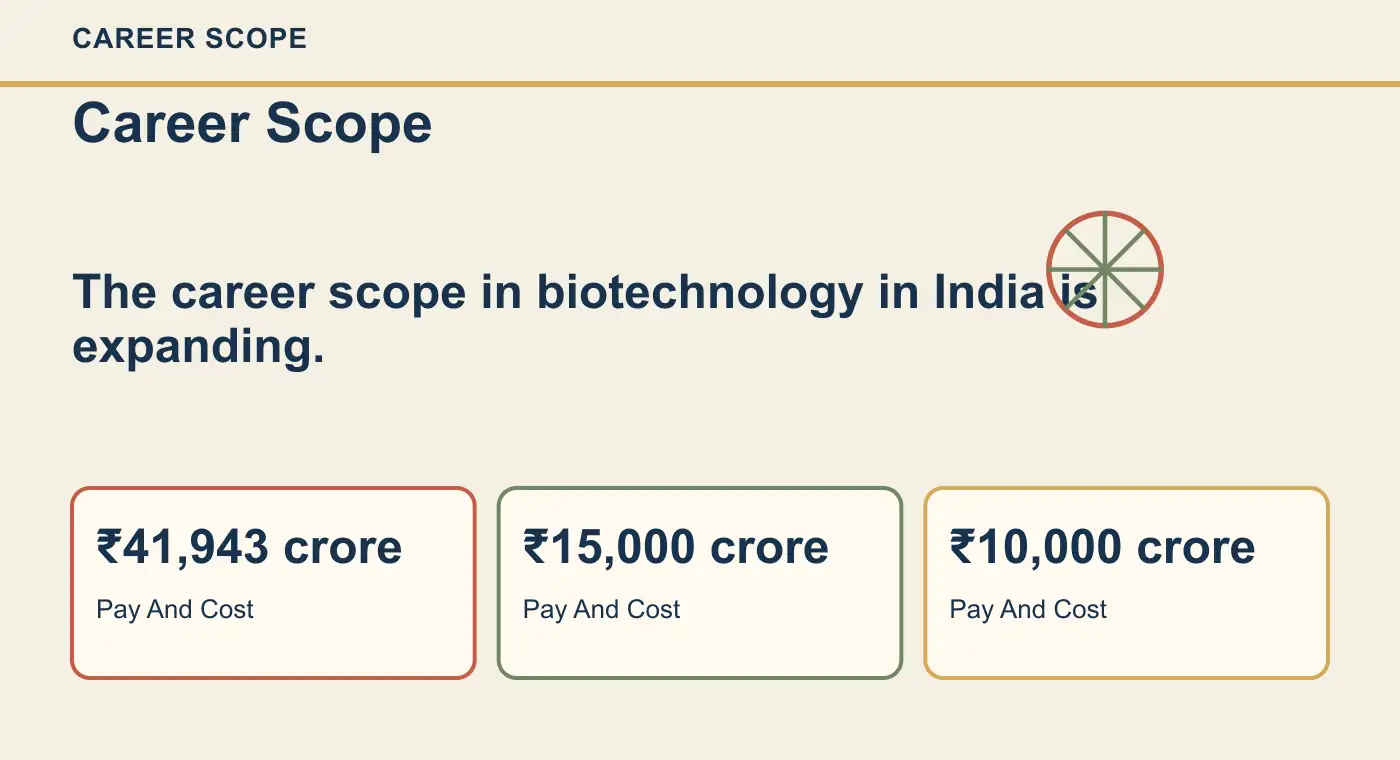 CAREER SCOPE
Career Scope
The career scope in biotechnology in India is
expanding.
₹41,943 crore
Pay And Cost
₹15,000 crore
Pay And Cost
₹10,000 crore
Pay And Cost